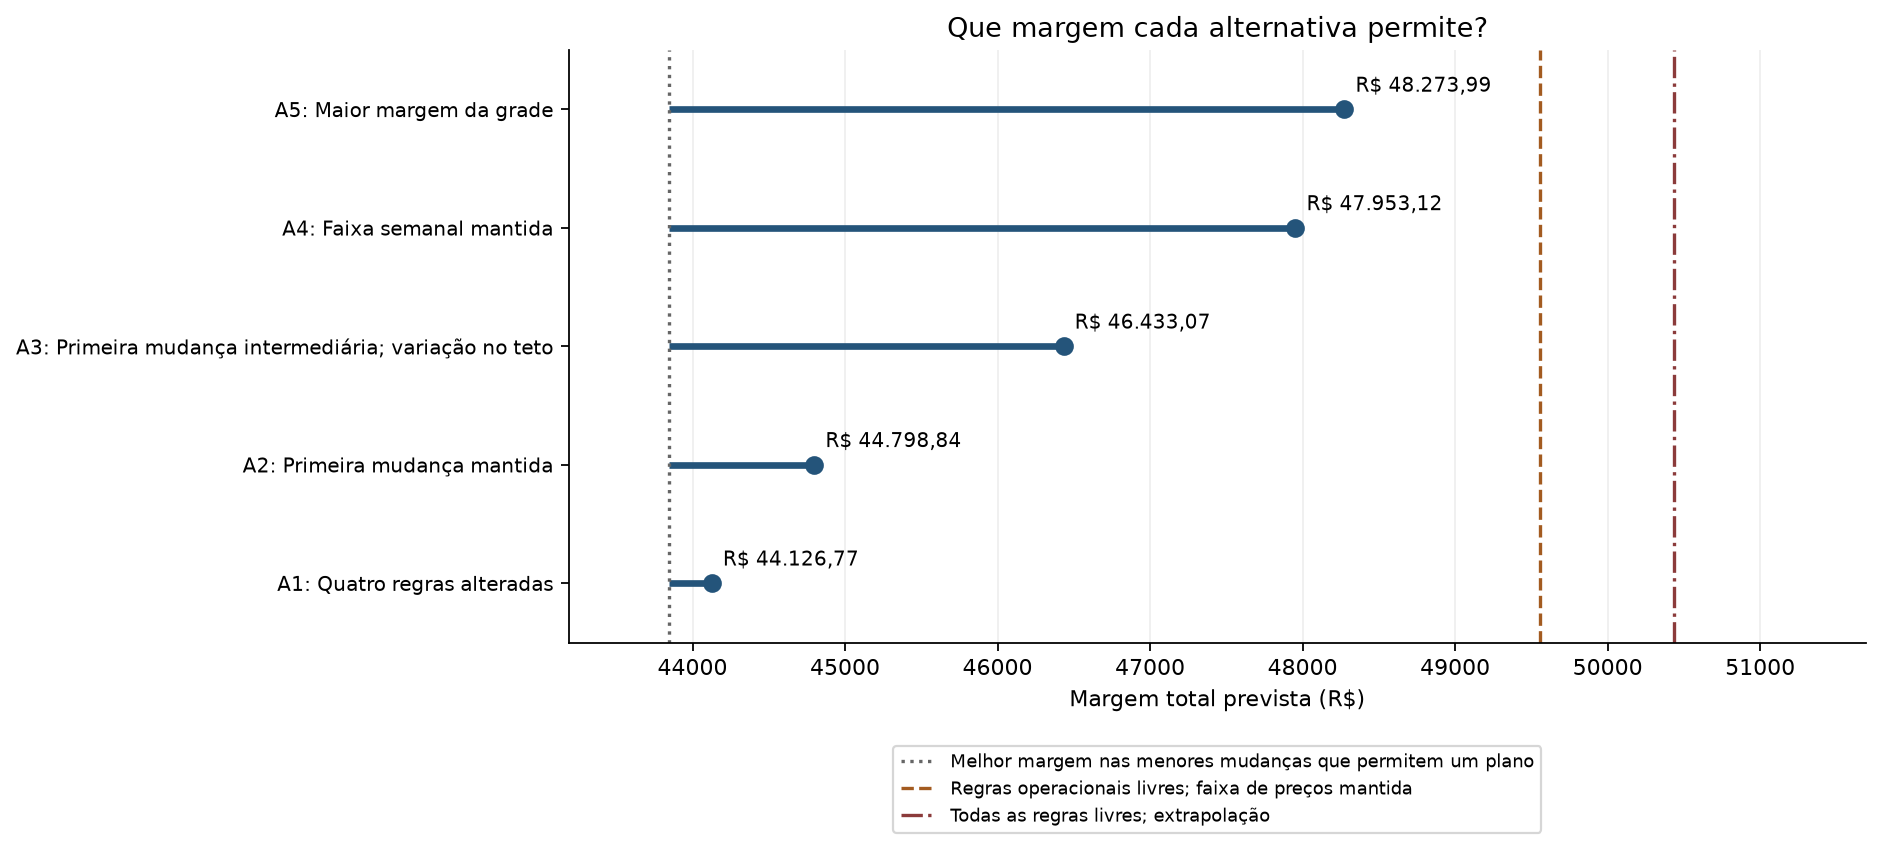 Que margem cada alternativa permite?
A5: Maior margem da grade
R$ 48.273,99
A4: Faixa semanal mantida
R$ 47.953,12
A3: Primeira mudança intermediária; variação no teto
R$ 46.433,07
A2: Primeira mudança mantida
R$ 44.798,84
A1: Quatro regras alteradas
R$ 44.126,77
44000 45000 46000 47000 48000 49000 50000 51000
Margem total prevista (R$)
Melhor margem nas menores mudanças que permitem um plano
Regras operacionais livres; faixa de preços mantida
Todas as regras livres; extrapolação